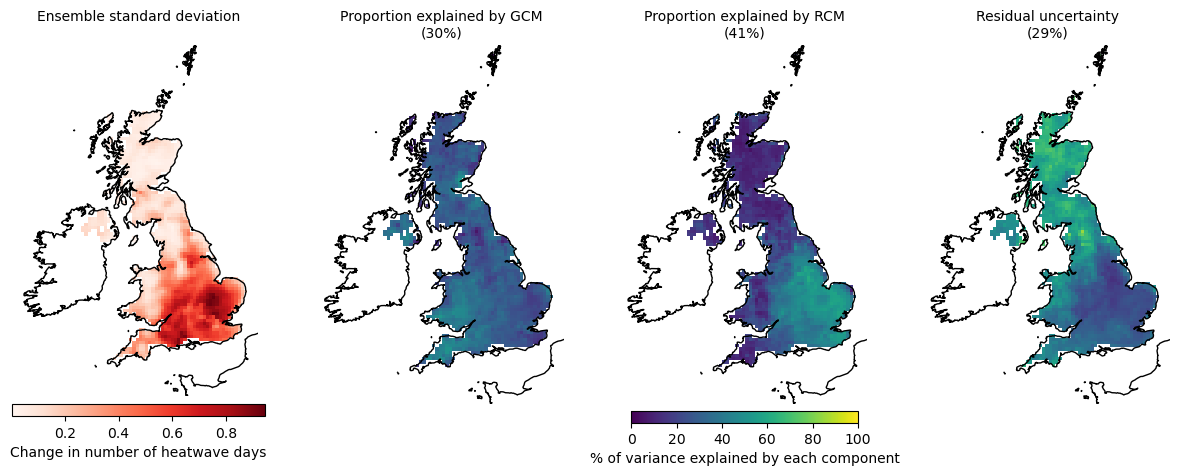 Ensemble standard deviation
Proportion explained by GCM
(30%)
Proportion explained by RCM
(41%)
Residual uncertainty
(29%)
0.2 0.4 0.6 0.8
Change in number of heatwave days
0 20 40 60 80 100
% of variance explained by each component